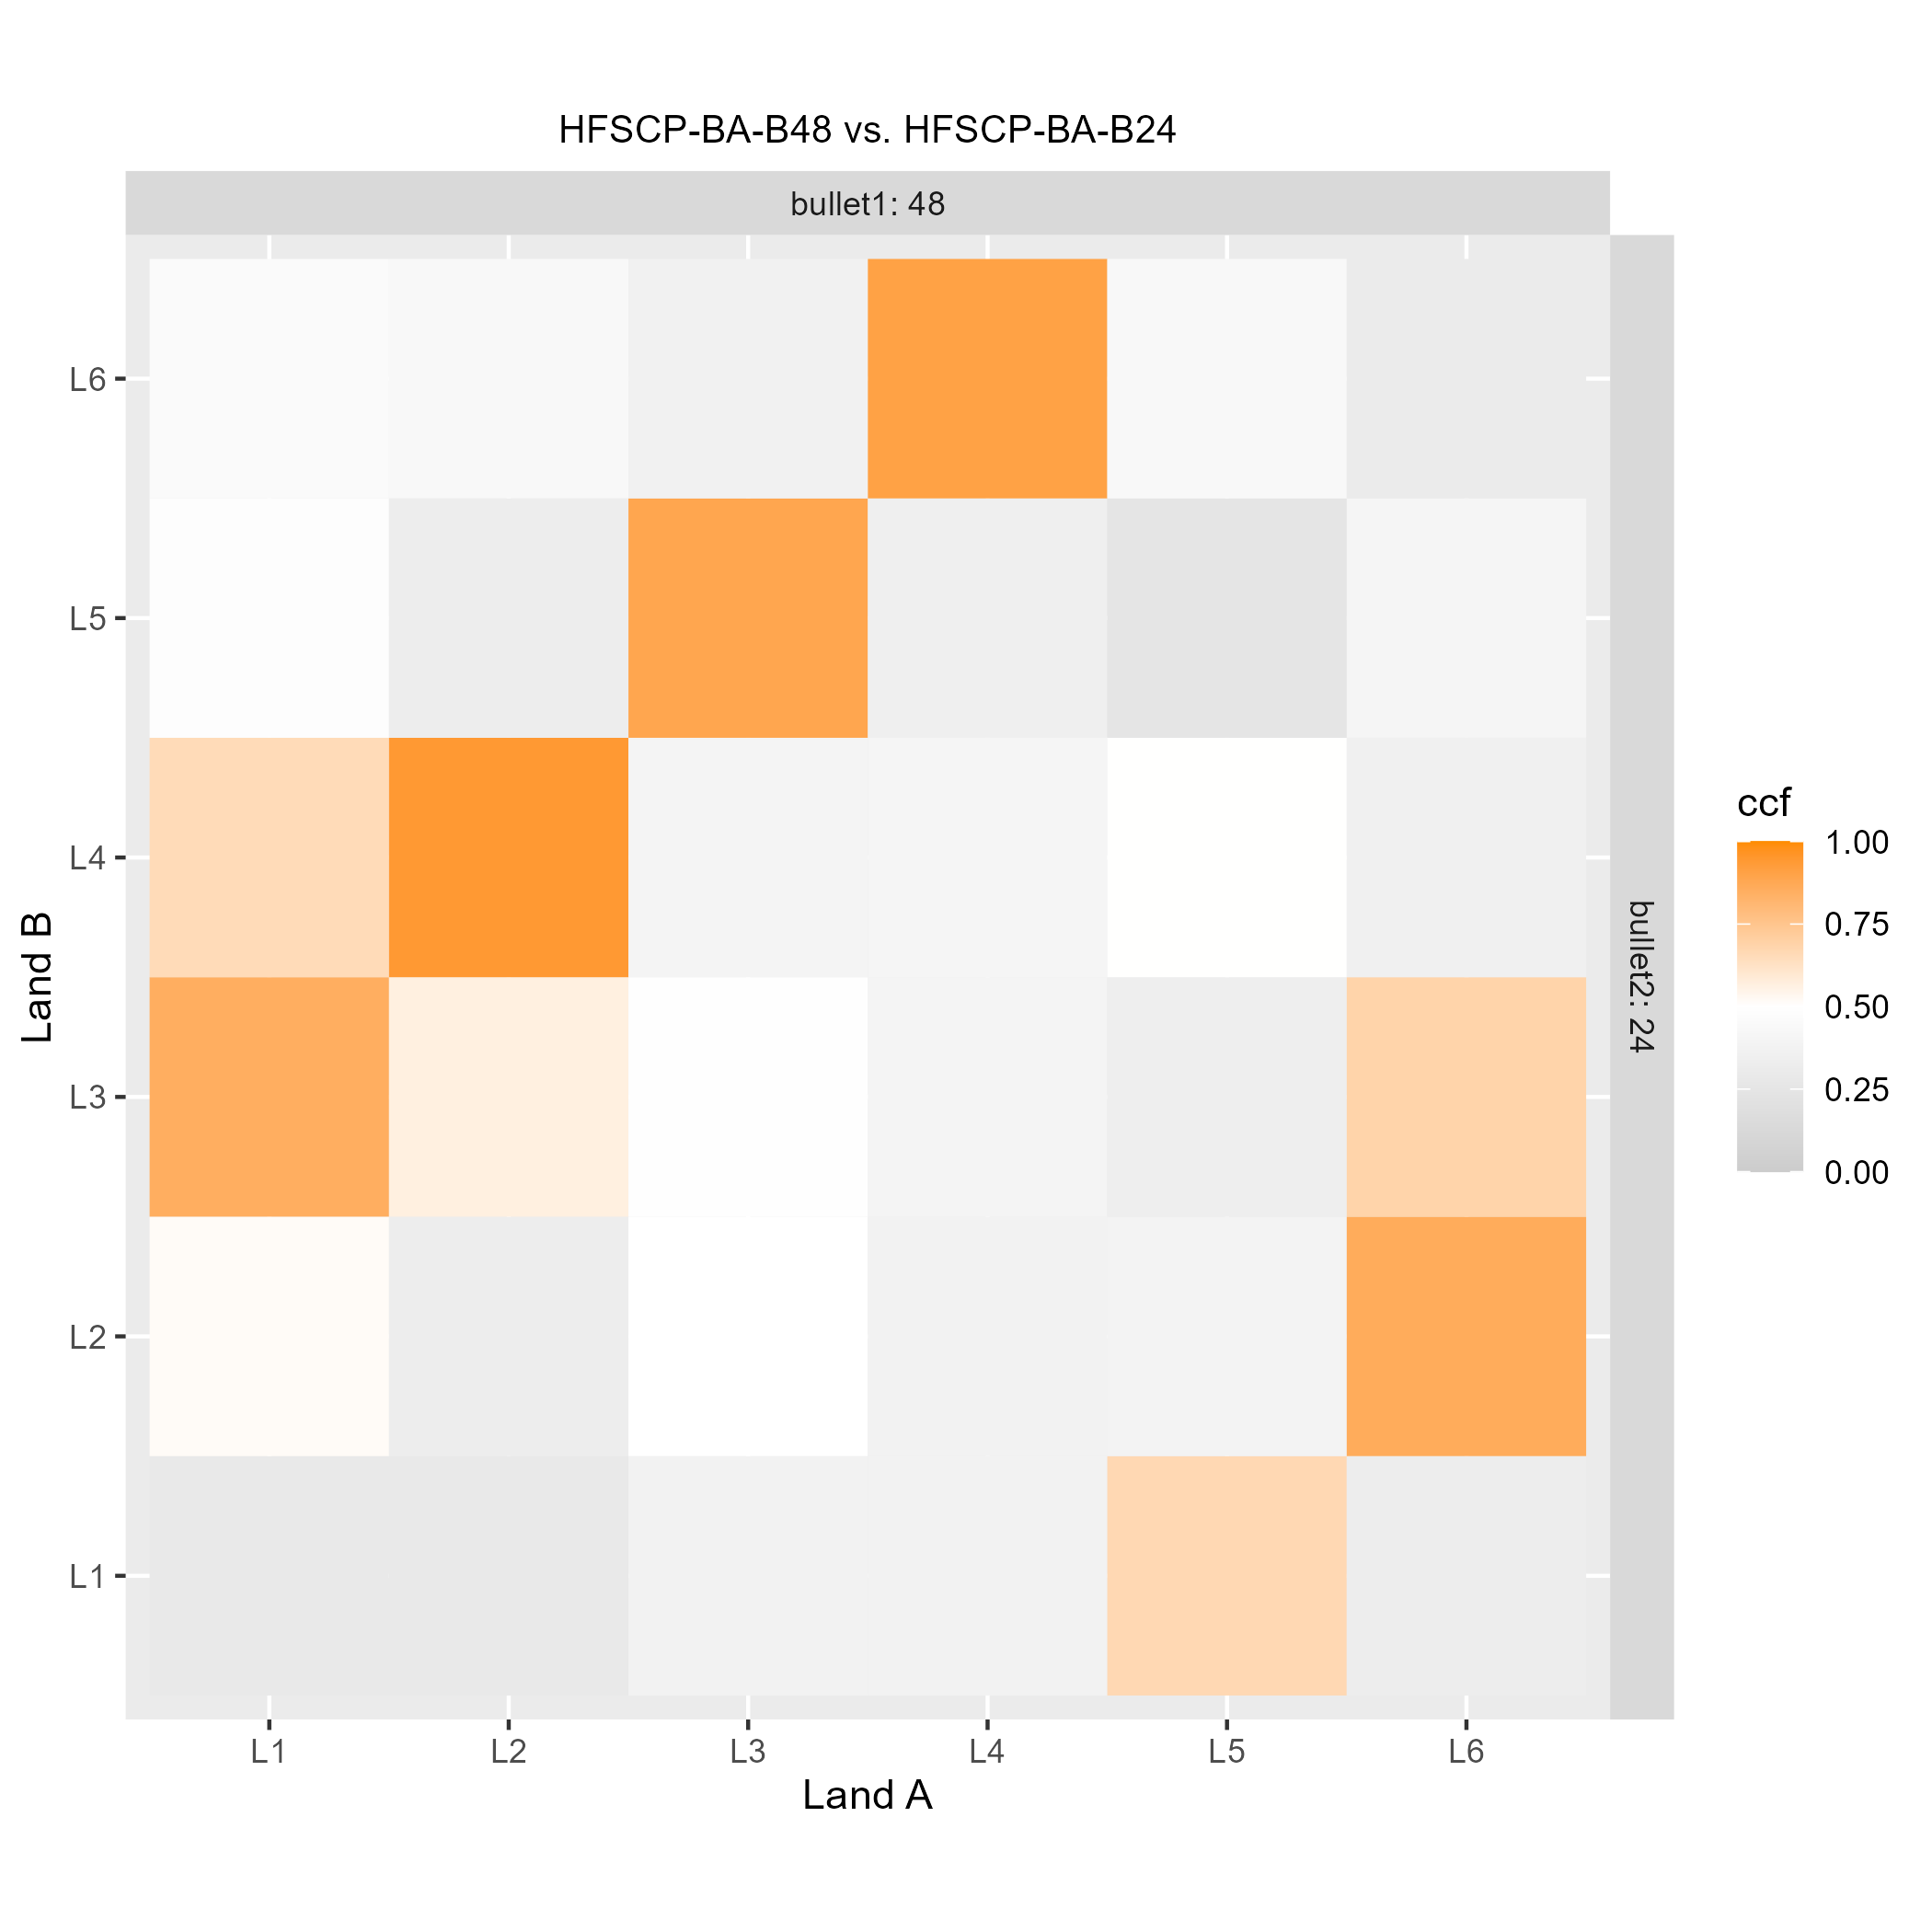 HFSCP-BA-B48 vs. HFSCP-BA-B24
bullet1: 48
bullet2: 24
Land B
L6
L5
L4
L3
L2
L1
L1 L2 L3 L4 L5 L6
Land A
ccf
1.00
0.75
0.50
0.25
0.00